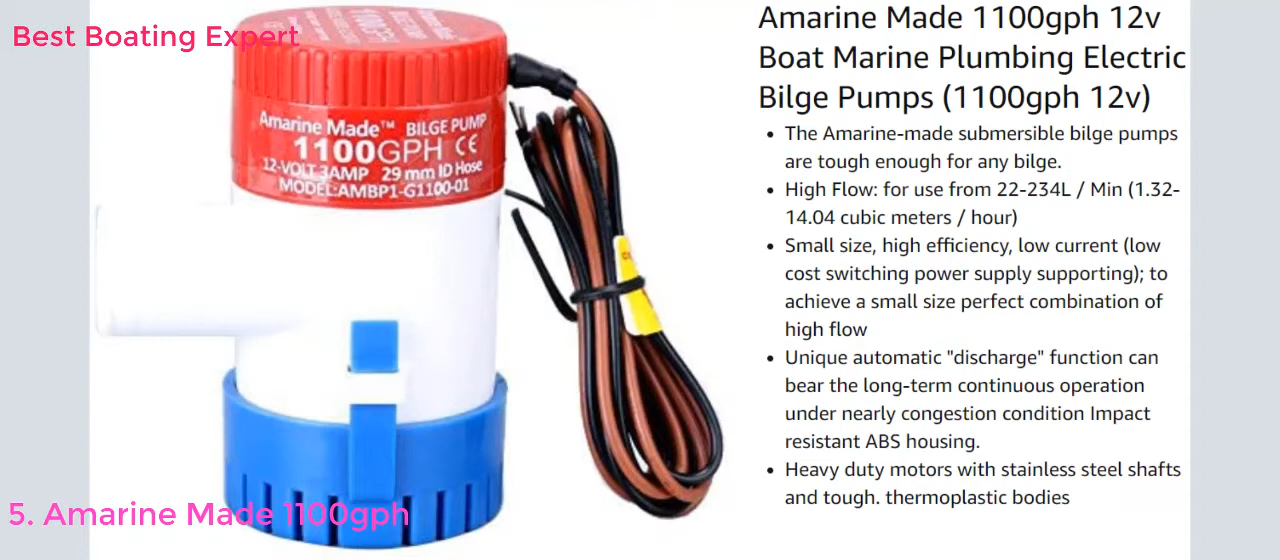 Best Boating Expert
Amarine Made™ BILGE PUMP
1100GPH CE
12-VOLT 3AMP 29 mm ID Hose
MODEL:AMBP1-G1100-01
5. Amarine Made 1100gph
Amarine Made 1100gph 12v
Boat Marine Plumbing Electric
Bilge Pumps (1100gph 12v)
• The Amarine-made submersible bilge pumps
are tough enough for any bilge.
• High Flow: for use from 22-234L / Min (1.32-
14.04 cubic meters / hour)
• Small size, high efficiency, low current (low
cost switching power supply supporting); to
achieve a small size perfect combination of
high flow
• Unique automatic "discharge" function can
bear the long-term continuous operation
under nearly congestion condition Impact
resistant ABS housing.
• Heavy duty motors with stainless steel shafts
and tough. thermoplastic bodies